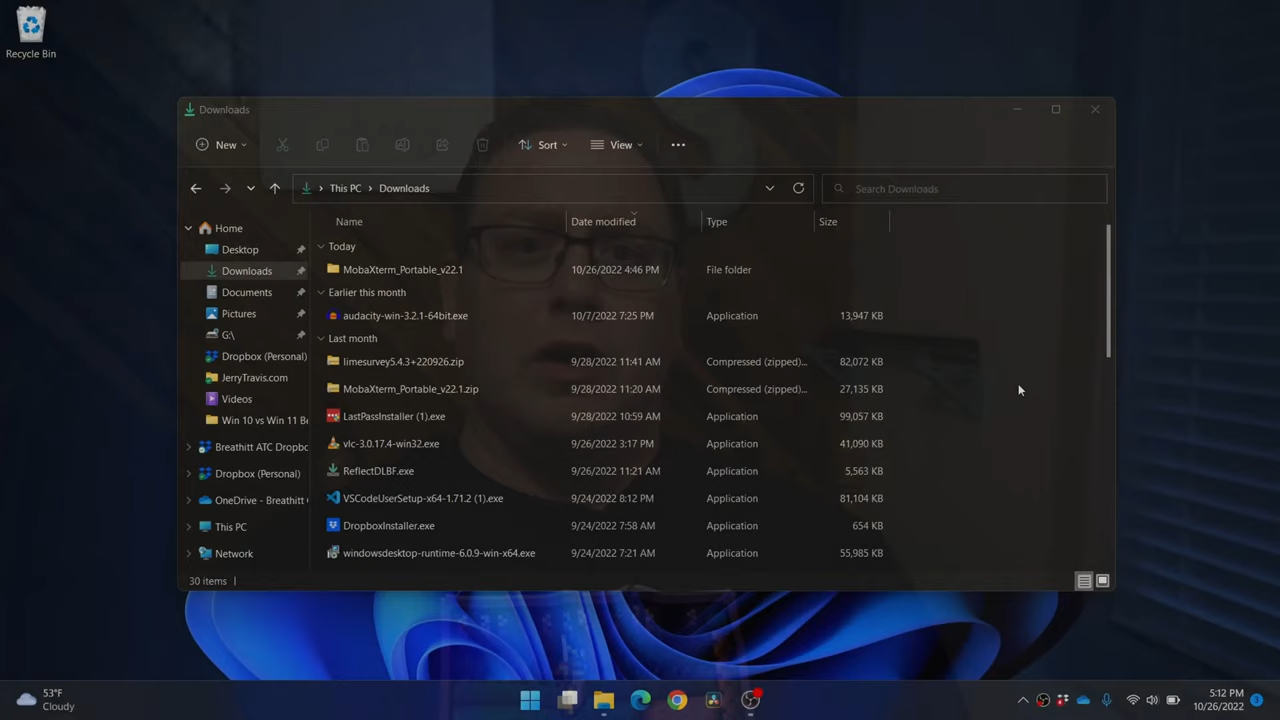 Recycle Bin
Downloads
New
Sort
View
This PC > Downloads
Search Downloads
Name Date modified Type Size
Home
Desktop
Downloads
Documents
Pictures
G:\
Dropbox (Personal)
JerryTravis.com
Videos
Win 10 vs Win 11 Be
Breathitt ATC Dropbo
Dropbox (Personal)
OneDrive - Breathitt
This PC
Network
Today
MobaXterm_Portable_v22.1 10/26/2022 4:46 PM File folder
Earlier this month
audacity-win-3.2.1-64bit.exe 10/7/2022 7:25 PM Application 13,947 KB
Last month
limesurvey5.4.3+220926.zip 9/28/2022 11:41 AM Compressed (zipped)... 82,072 KB
MobaXterm_Portable_v22.1.zip 9/28/2022 11:20 AM Compressed (zipped)... 27,135 KB
LastPassInstaller (1).exe 9/28/2022 10:59 AM Application 99,057 KB
vlc-3.0.17.4-win32.exe 9/26/2022 3:17 PM Application 41,090 KB
ReflectDLBF.exe 9/26/2022 11:21 AM Application 5,563 KB
VSCodeUserSetup-x64-1.71.2 (1).exe 9/24/2022 8:12 PM Application 81,104 KB
DropboxInstaller.exe 9/24/2022 7:58 AM Application 654 KB
windowsdesktop-runtime-6.0.9-win-x64.exe 9/24/2022 7:21 AM Application 55,985 KB
30 items
53°F
Cloudy
5:12 PM
10/26/2022
3